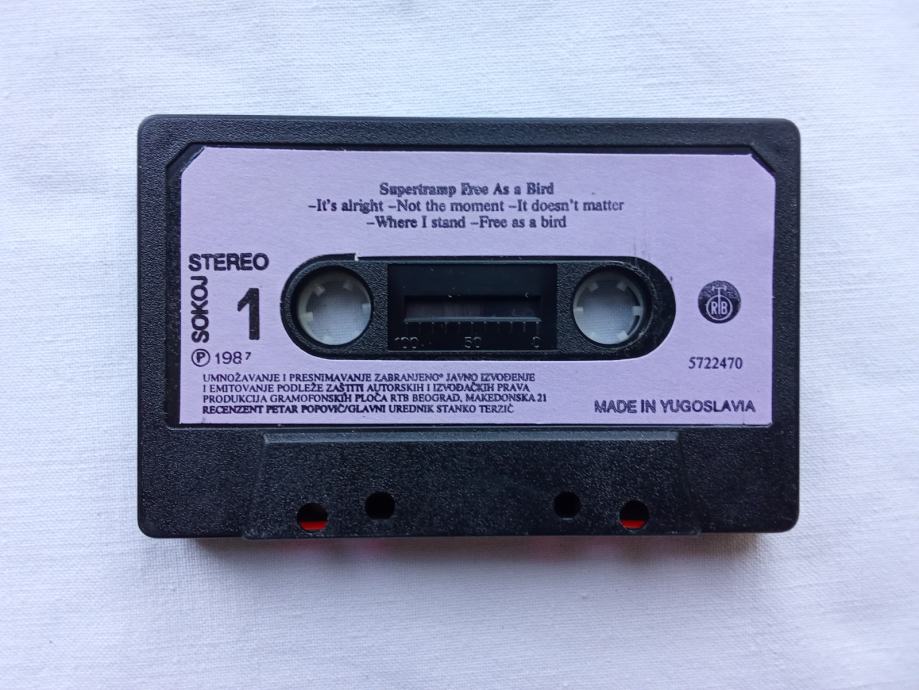 Supertramp Free As a Bird
–It's alright –Not the moment –It doesn't matter
–Where I stand –Free as a bird
STEREO
SOKOJ
1
RTB
℗ 1987
5722470
100 50 0
UMNOŽAVANJE I PRESNIMAVANJE ZABRANJENO* JAVNO IZVOĐENJE
I EMITOVANJE PODLEŽE ZAŠTITI AUTORSKIH I IZVOĐAČKIH PRAVA
PRODUKCIJA GRAMOFONSKIH PLOČA RTB BEOGRAD, MAKEDONSKA 21
RECENZENT PETAR POPOVIĆ/GLAVNI UREDNIK STANKO TERZIĆ
MADE IN YUGOSLAVIA